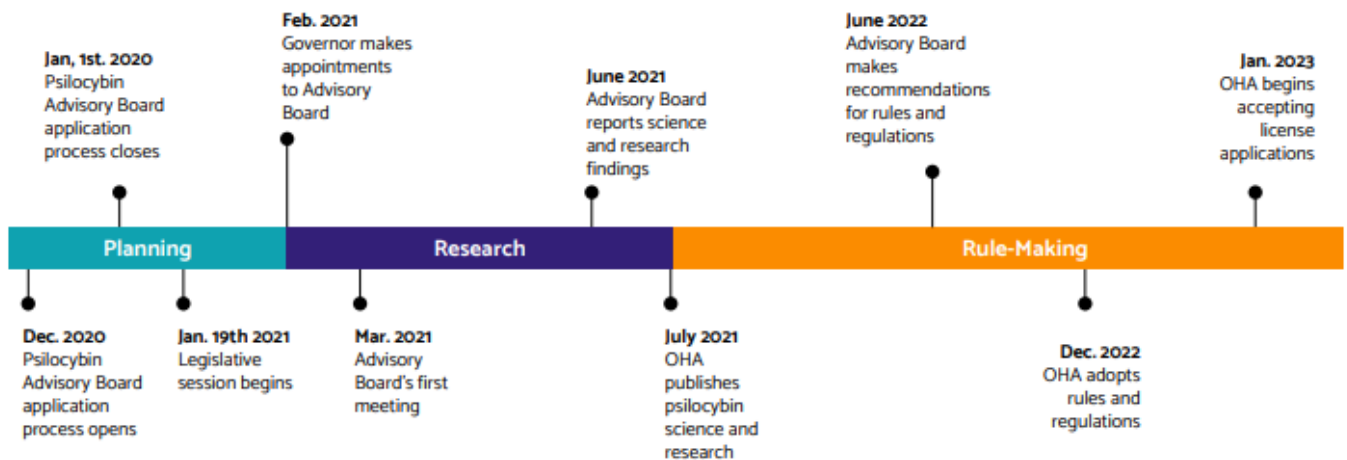 Jan, 1st. 2020
Psilocybin
Advisory Board
application
process closes
Feb. 2021
Governor makes
appointments
to Advisory
Board
June 2021
Advisory Board
reports science
and research
findings
June 2022
Advisory Board
makes
recommendations
for rules and
regulations
Jan. 2023
OHA begins
accepting
license
applications
Planning
Research
Rule-Making
Dec. 2020
Psilocybin
Advisory Board
application
process opens
Jan. 19th 2021
Legislative
session begins
Mar. 2021
Advisory
Board's first
meeting
July 2021
OHA
publishes
psilocybin
science and
research
Dec. 2022
OHA adopts
rules and
regulations